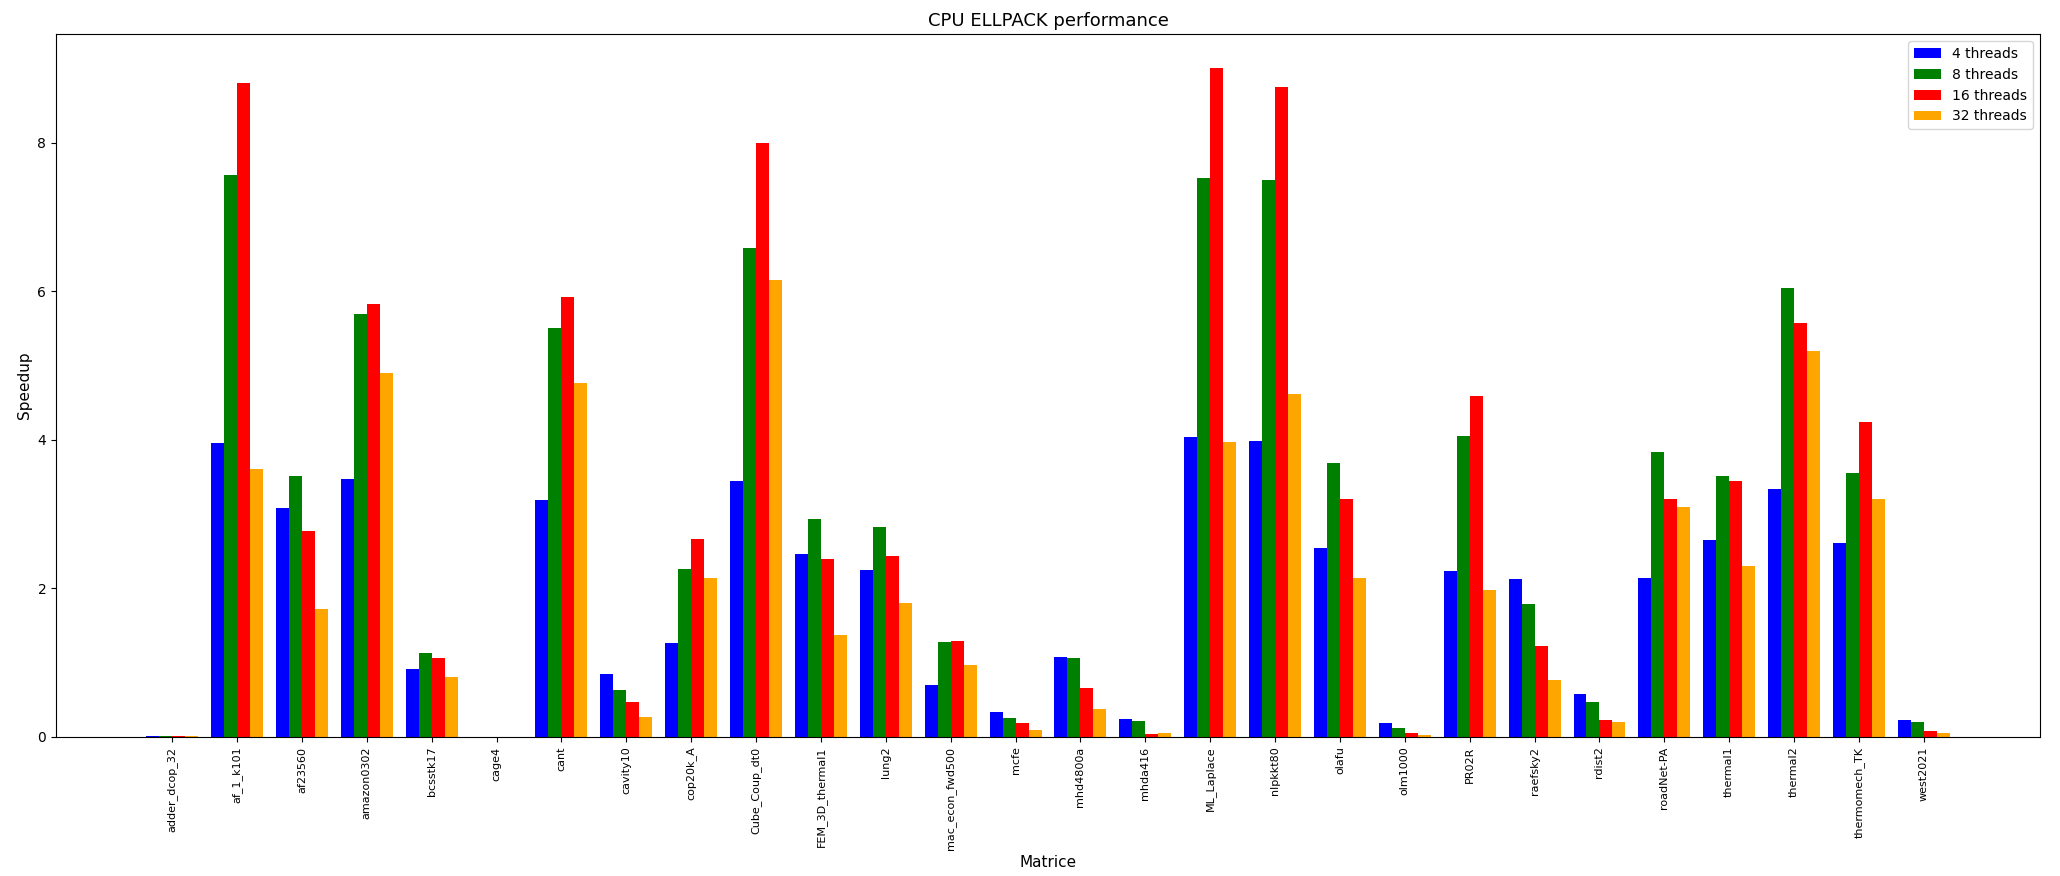 CPU ELLPACK performance
4 threads
8 threads
16 threads
32 threads
Speedup
8
6
4
2
0
adder_dcop_32
af_1_k101
af23560
amazon0302
bcsstk17
cage4
cant
cavity10
cop20k_A
Cube_Coup_dt0
FEM_3D_thermal1
lung2
mac_econ_fwd500
mcfe
mhd4800a
mhda416
ML_Laplace
nlpkkt80
olafu
olm1000
PR02R
raefsky2
rdist2
roadNet-PA
thermal1
thermal2
thermomech_TK
west2021
Matrice